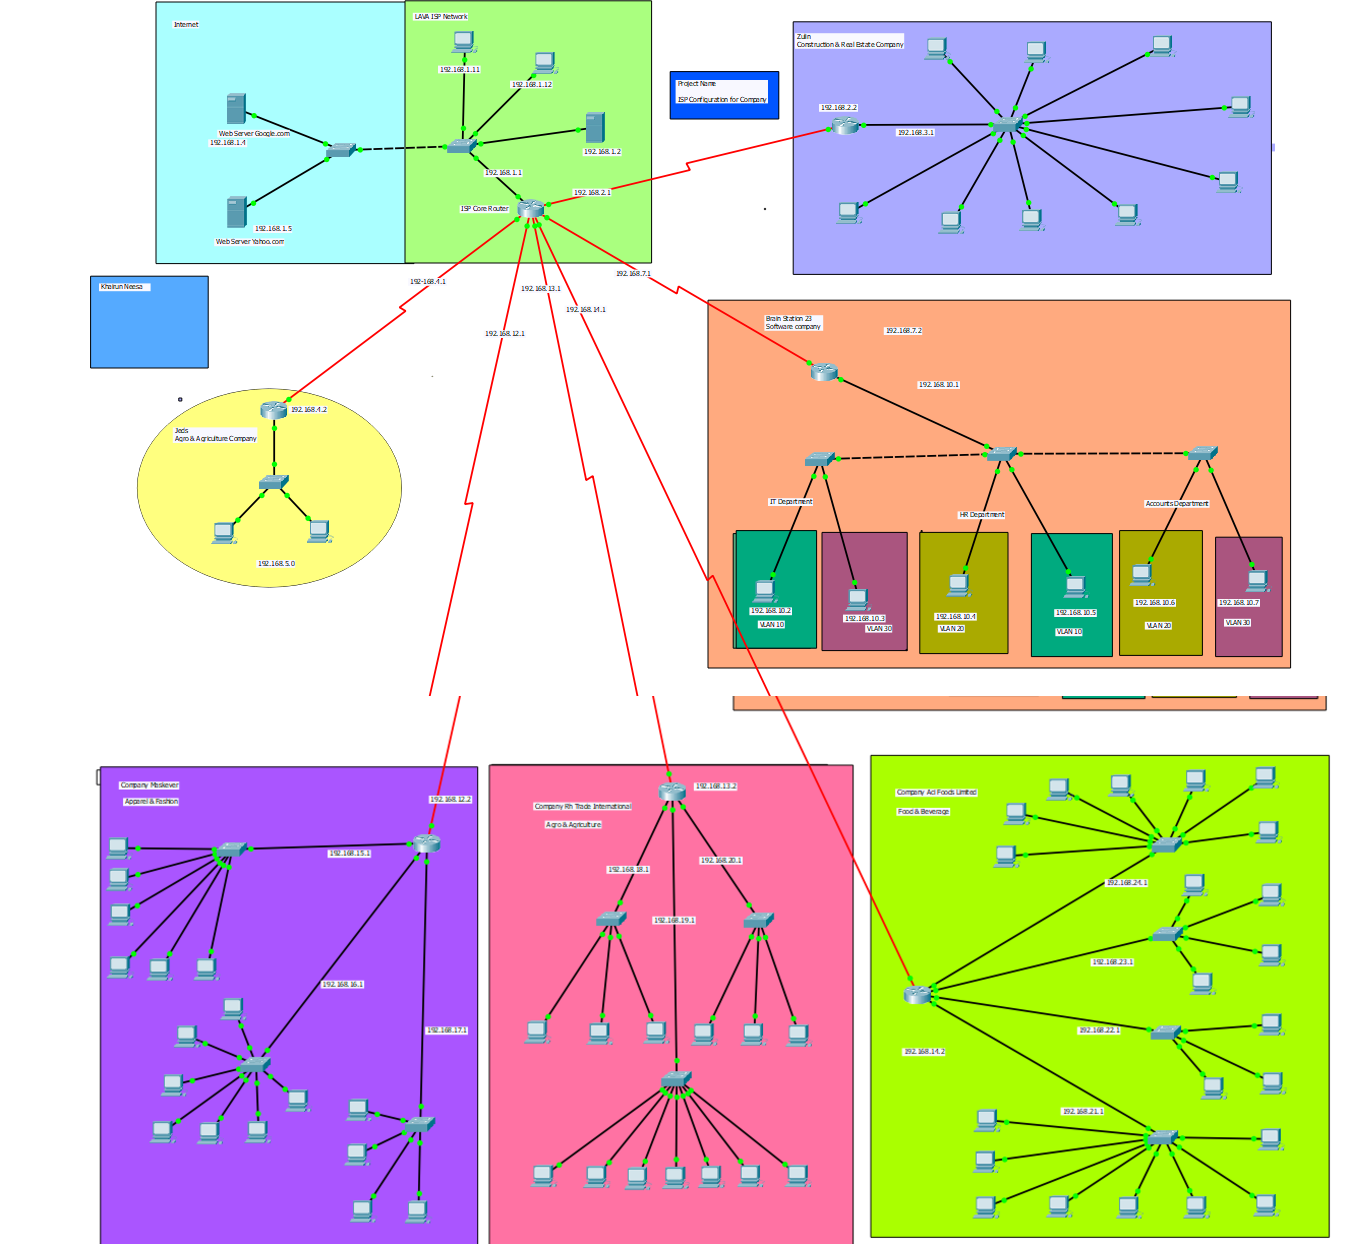 Internet
LAVA ISP Network
192.168.1.11
192.168.1.12
Web Server Google.com
192.168.1.4
192.168.1.2
192.168.1.1
192.168.2.1
ISP Core Router
192.168.1.5
Web Server Yahoo.com
Project Name
ISP Configuration for Company
Zuln
Construction & Real Estate Company
192.168.2.2
192.168.3.1
Khairun Neesa
192-168.4.1
192.168.12.1
192.168.13.1
192.168.14.1
192.168.7.1
192.168.4.2
Jeds
Agro & Agriculture Company
192.168.5.0
Brain Station 23
Software company
192.168.7.2
192.168.10.1
IT Department
HR Department
Accounts Department
192.168.10.2
VLAN 10
192.168.10.3
VLAN 30
192.168.10.4
VLAN 20
192.168.10.5
VLAN 10
192.168.10.6
VLAN 20
192.168.10.7
VLAN 30
Company Maskever
Apparel & Fashion
192.168.12.2
192.168.15.1
192.168.16.1
192.168.17.1
Company Rh Trade International
Agro & Agriculture
192.168.13.2
192.168.18.1
192.168.20.1
192.168.19.1
Company Aci Foods Limited
Food & Beverage
192.168.24.1
192.168.23.1
192.168.22.1
192.168.14.2
192.168.21.1